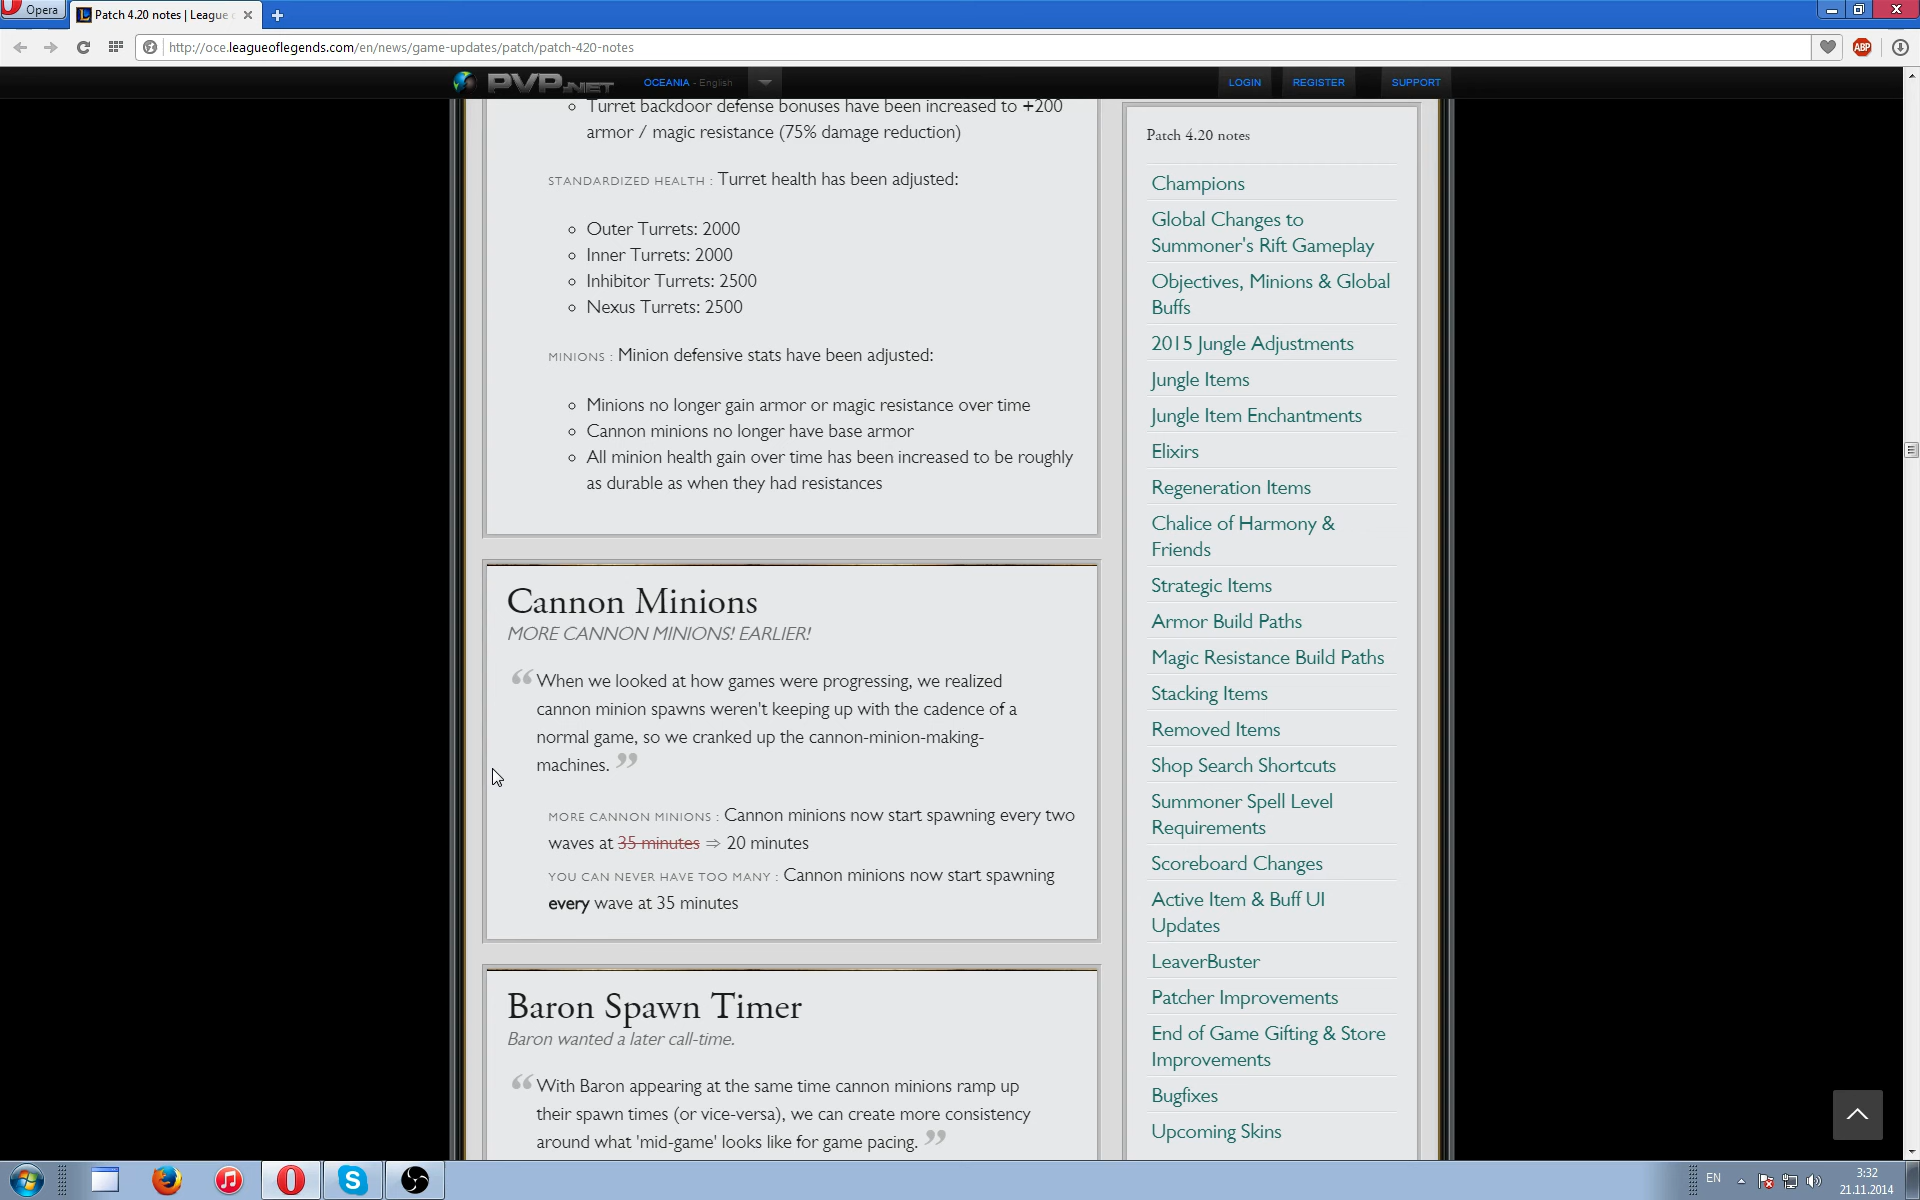 Opera
Patch 4.20 notes | League
http://oce.leagueoflegends.com/en/news/game-updates/patch/patch-420-notes
ABP
PVP.NET
OCEANIA - English
LOGIN
REGISTER
SUPPORT
Turret backdoor defense bonuses have been increased to +200
armor / magic resistance (75% damage reduction)
STANDARDIZED HEALTH : Turret health has been adjusted:
Outer Turrets: 2000
Inner Turrets: 2000
Inhibitor Turrets: 2500
Nexus Turrets: 2500
MINIONS : Minion defensive stats have been adjusted:
Minions no longer gain armor or magic resistance over time
Cannon minions no longer have base armor
All minion health gain over time has been increased to be roughly
as durable as when they had resistances
Cannon Minions
MORE CANNON MINIONS! EARLIER!
“ When we looked at how games were progressing, we realized
cannon minion spawns weren't keeping up with the cadence of a
normal game, so we cranked up the cannon-minion-making-
machines. ”
MORE CANNON MINIONS : Cannon minions now start spawning every two
waves at 35 minutes ⇒ 20 minutes
YOU CAN NEVER HAVE TOO MANY : Cannon minions now start spawning
every wave at 35 minutes
Baron Spawn Timer
Baron wanted a later call-time.
“ With Baron appearing at the same time cannon minions ramp up
their spawn times (or vice-versa), we can create more consistency
around what 'mid-game' looks like for game pacing. ”
Patch 4.20 notes
Champions
Global Changes to
Summoner's Rift Gameplay
Objectives, Minions & Global
Buffs
2015 Jungle Adjustments
Jungle Items
Jungle Item Enchantments
Elixirs
Regeneration Items
Chalice of Harmony &
Friends
Strategic Items
Armor Build Paths
Magic Resistance Build Paths
Stacking Items
Removed Items
Shop Search Shortcuts
Summoner Spell Level
Requirements
Scoreboard Changes
Active Item & Buff UI
Updates
LeaverBuster
Patcher Improvements
End of Game Gifting & Store
Improvements
Bugfixes
Upcoming Skins
EN
3:32
21.11.2014